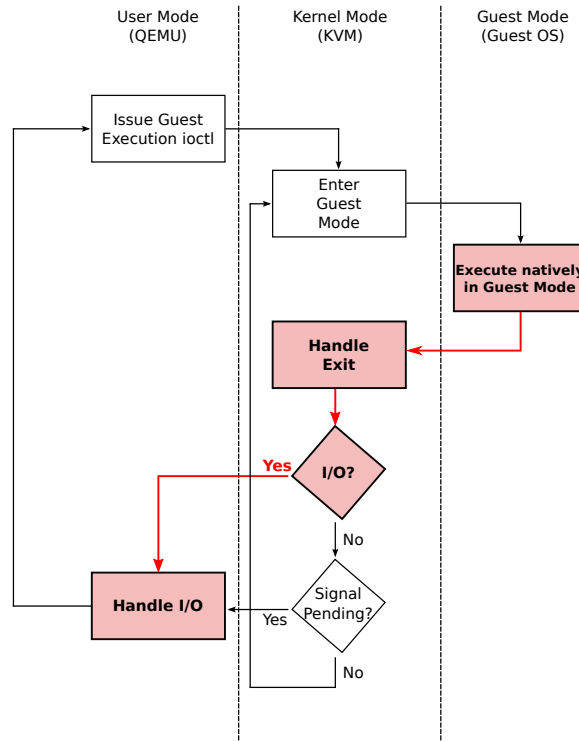 User Mode
(QEMU)
Kernel Mode
(KVM)
Guest Mode
(Guest OS)
Issue Guest
Execution ioctl
Enter
Guest
Mode
Execute natively
in Guest Mode
Handle
Exit
I/O?
Yes
No
Handle I/O
Signal
Pending?
Yes
No